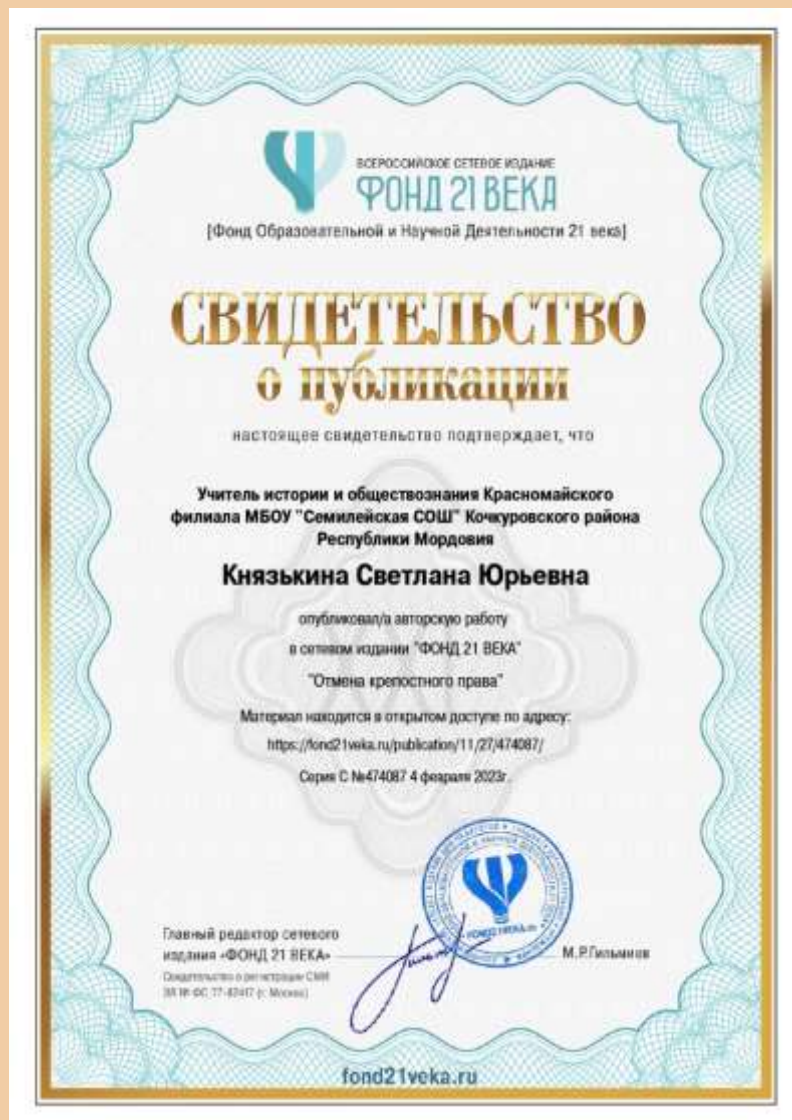 ВСЕРОССИЙСКОЕ СЕТЕВОЕ ИЗДАНИЕ
ФОНД 21 ВЕКА
[Фонд Образовательной и Научной Деятельности 21 века]
СВИДЕТЕЛЬСТВО
о публикации
настоящее свидетельство подтверждает, что
Учитель истории и обществознания Красномайского
филиала МБОУ "Семилейская СОШ" Кочкуровского района
Республики Мордовия
Князькина Светлана Юрьевна
опубликовал/а авторскую работу
в сетевом издании "ФОНД 21 ВЕКА"
"Отмена крепостного права"
Материал находится в открытом доступе по адресу:
https://fond21veka.ru/publication/11/27/474087/
Серия С №474087 4 февраля 2023г.
Главный редактор сетевого
издания «ФОНД 21 ВЕКА»
М.Р.Гильмиев
Свидетельство о регистрации СМИ
fond21veka.ru